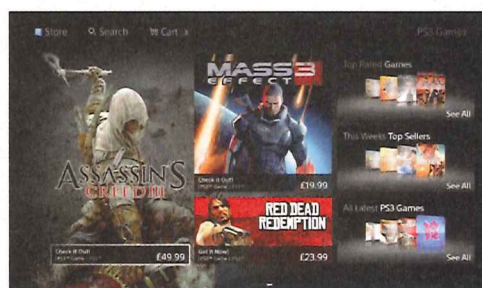 Store Search Cart PS3 Games
ASSASSIN'S
CREED III
Check It Out!
£49.99
MASS
EFFECT 3
Check It Out!
£19.99
RED DEAD
REDEMPTION
Got It Now!
£23.99
Top Rated Games
See All
This Weeks Top Sellers
See All
All Latest PS3 Games
See All